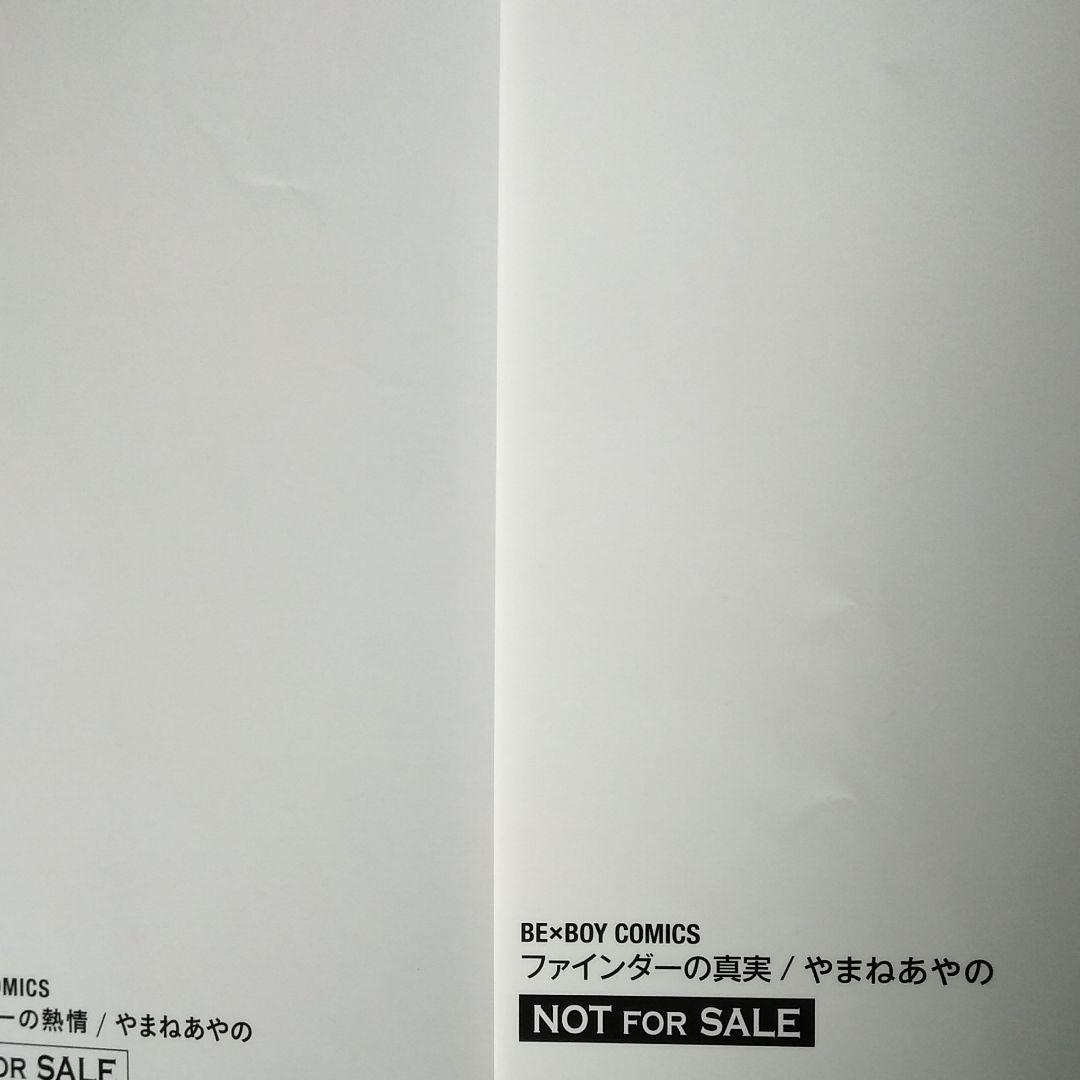 BE×BOY COMICS
ファインダーの真実 / やまねあやの
NOT FOR SALE
OMICS
ーの熱情 / やまねあやの
OR SALE